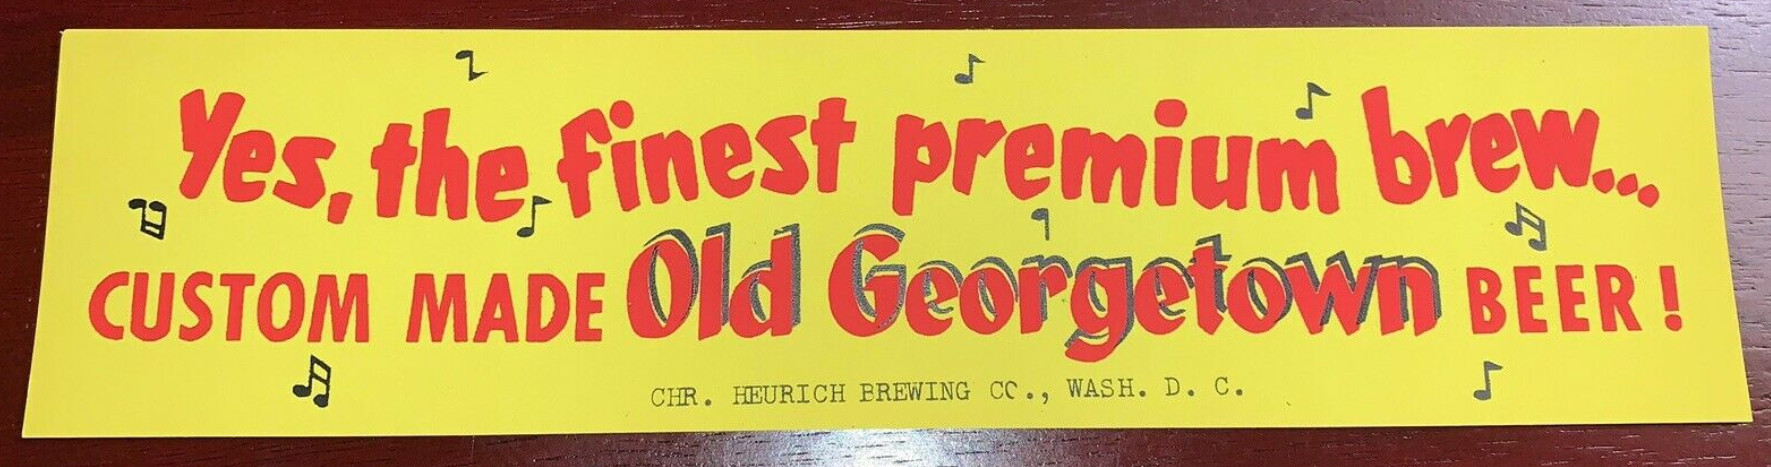 Yes, the finest premium brew...
CUSTOM MADE Old Georgetown BEER!
CHR. HEURICH BREWING CO., WASH. D. C.